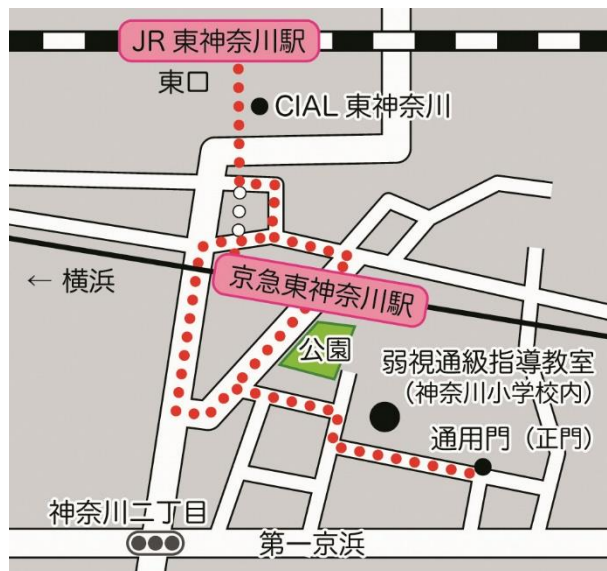 JR 東神奈川駅
東口
CIAL 東神奈川
← 横浜
京急東神奈川駅
公園
弱視通級指導教室
(神奈川小学校内)
通用門（正門）
神奈川二丁目
第一京浜